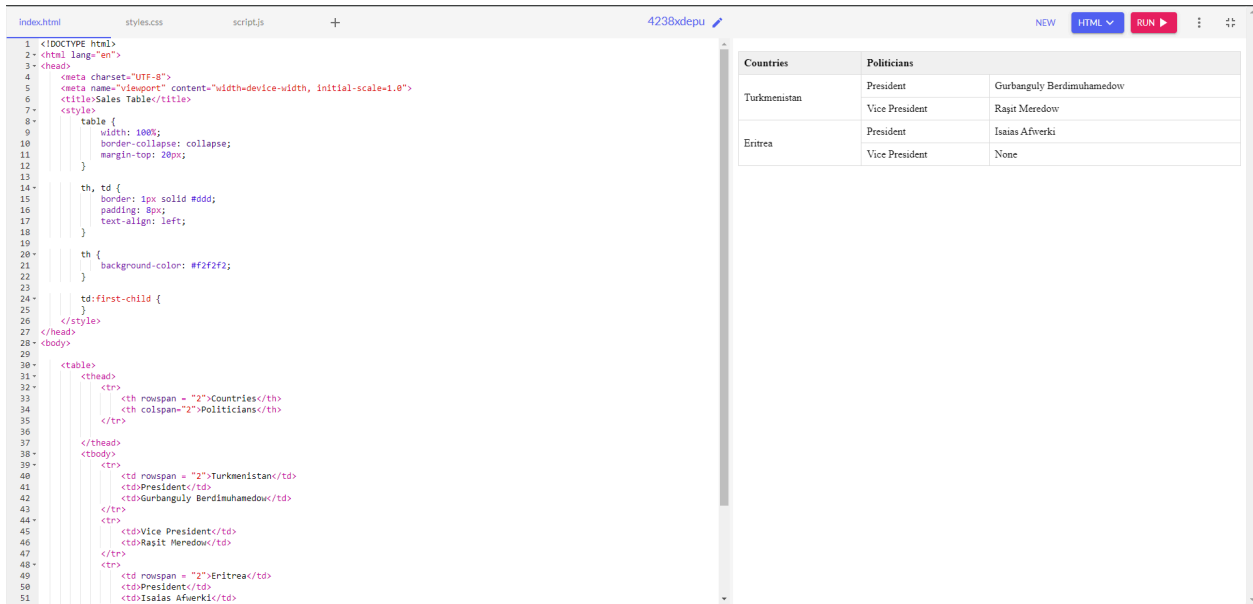 index.html styles.css script.js + 4238xdepu NEW HTML RUN
1 <!DOCTYPE html>
2 <html lang="en">
3 <head>
4 <meta charset="UTF-8">
5 <meta name="viewport" content="width=device-width, initial-scale=1.0">
6 <title>Sales Table</title>
7 <style>
8 table {
9 width: 100%;
10 border-collapse: collapse;
11 margin-top: 20px;
12 }
13
14 th, td {
15 border: 1px solid #ddd;
16 padding: 8px;
17 text-align: left;
18 }
19
20 th {
21 background-color: #f2f2f2;
22 }
23
24 td:first-child {
25 }
26 </style>
27 </head>
28 <body>
29
30 <table>
31 <thead>
32 <tr>
33 <th rowspan = "2">Countries</th>
34 <th colspan="2">Politicians</th>
35 </tr>
36
37 </thead>
38 <tbody>
39 <tr>
40 <td rowspan = "2">Turkmenistan</td>
41 <td>President</td>
42 <td>Gurbanguly Berdimuhamedow</td>
43 </tr>
44 <tr>
45 <td>Vice President</td>
46 <td>Raşit Meredow</td>
47 </tr>
48 <tr>
49 <td rowspan = "2">Eritrea</td>
50 <td>President</td>
51 <td>Isaias Afwerki</td>
Countries Politicians
Turkmenistan
President Gurbanguly Berdimuhamedow
Vice President Raşit Meredow
Eritrea
President Isaias Afwerki
Vice President None